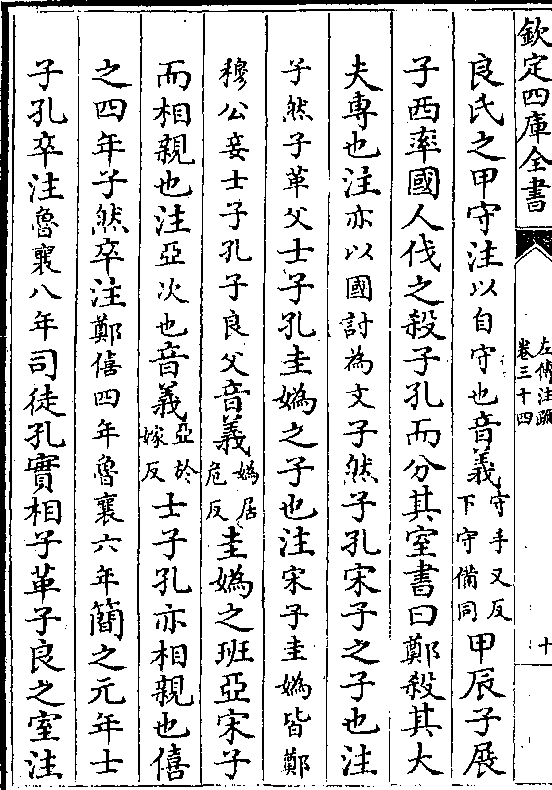 欽定四庫全書
左傳注疏
卷三十四
十
良氏之甲守注以自守也音義守手又反
下守備同甲辰子展
子西率國人伐之殺子孔而分其室書曰鄭殺其大
夫専也注亦以國討為文子然子孔宋子之子也注
子然子革父士子孔圭媯之子也注宋子圭媯皆鄭
穆公妾士子孔子良父音義媯居
危反圭媯之班亞宋子
而相親也注亞次也音義亞於
嫁反士子孔亦相親也僖
之四年子然卒注鄭僖四年魯襄六年簡之元年士
子孔卒注魯襄八年司徒孔實相子革子良之室注